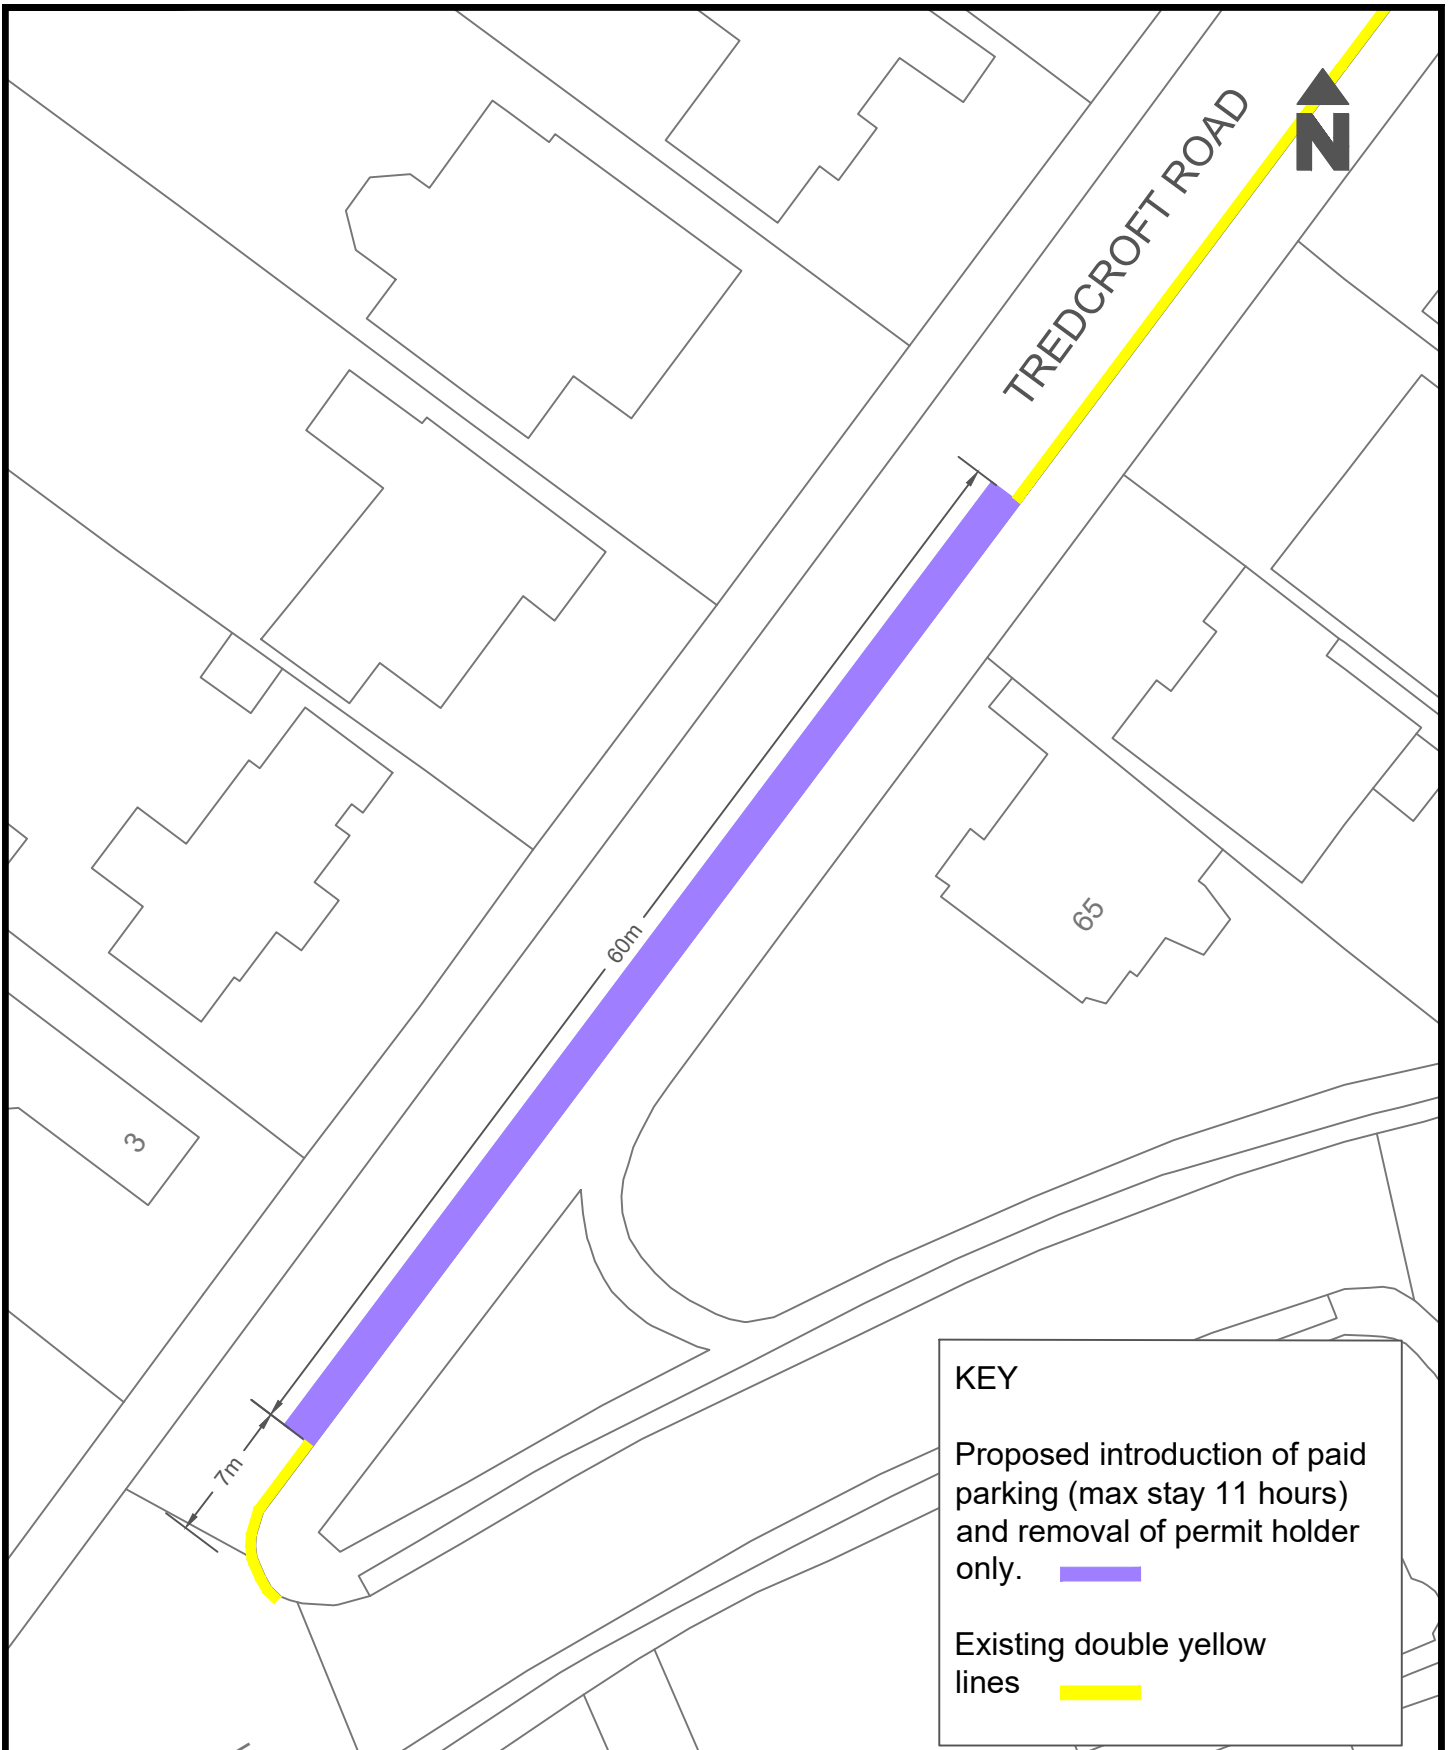 N
TREDCROFT ROAD
60m
65
3
7m
KEY
Proposed introduction of paid
parking (max stay 11 hours)
and removal of permit holder
only.
Existing double yellow
lines